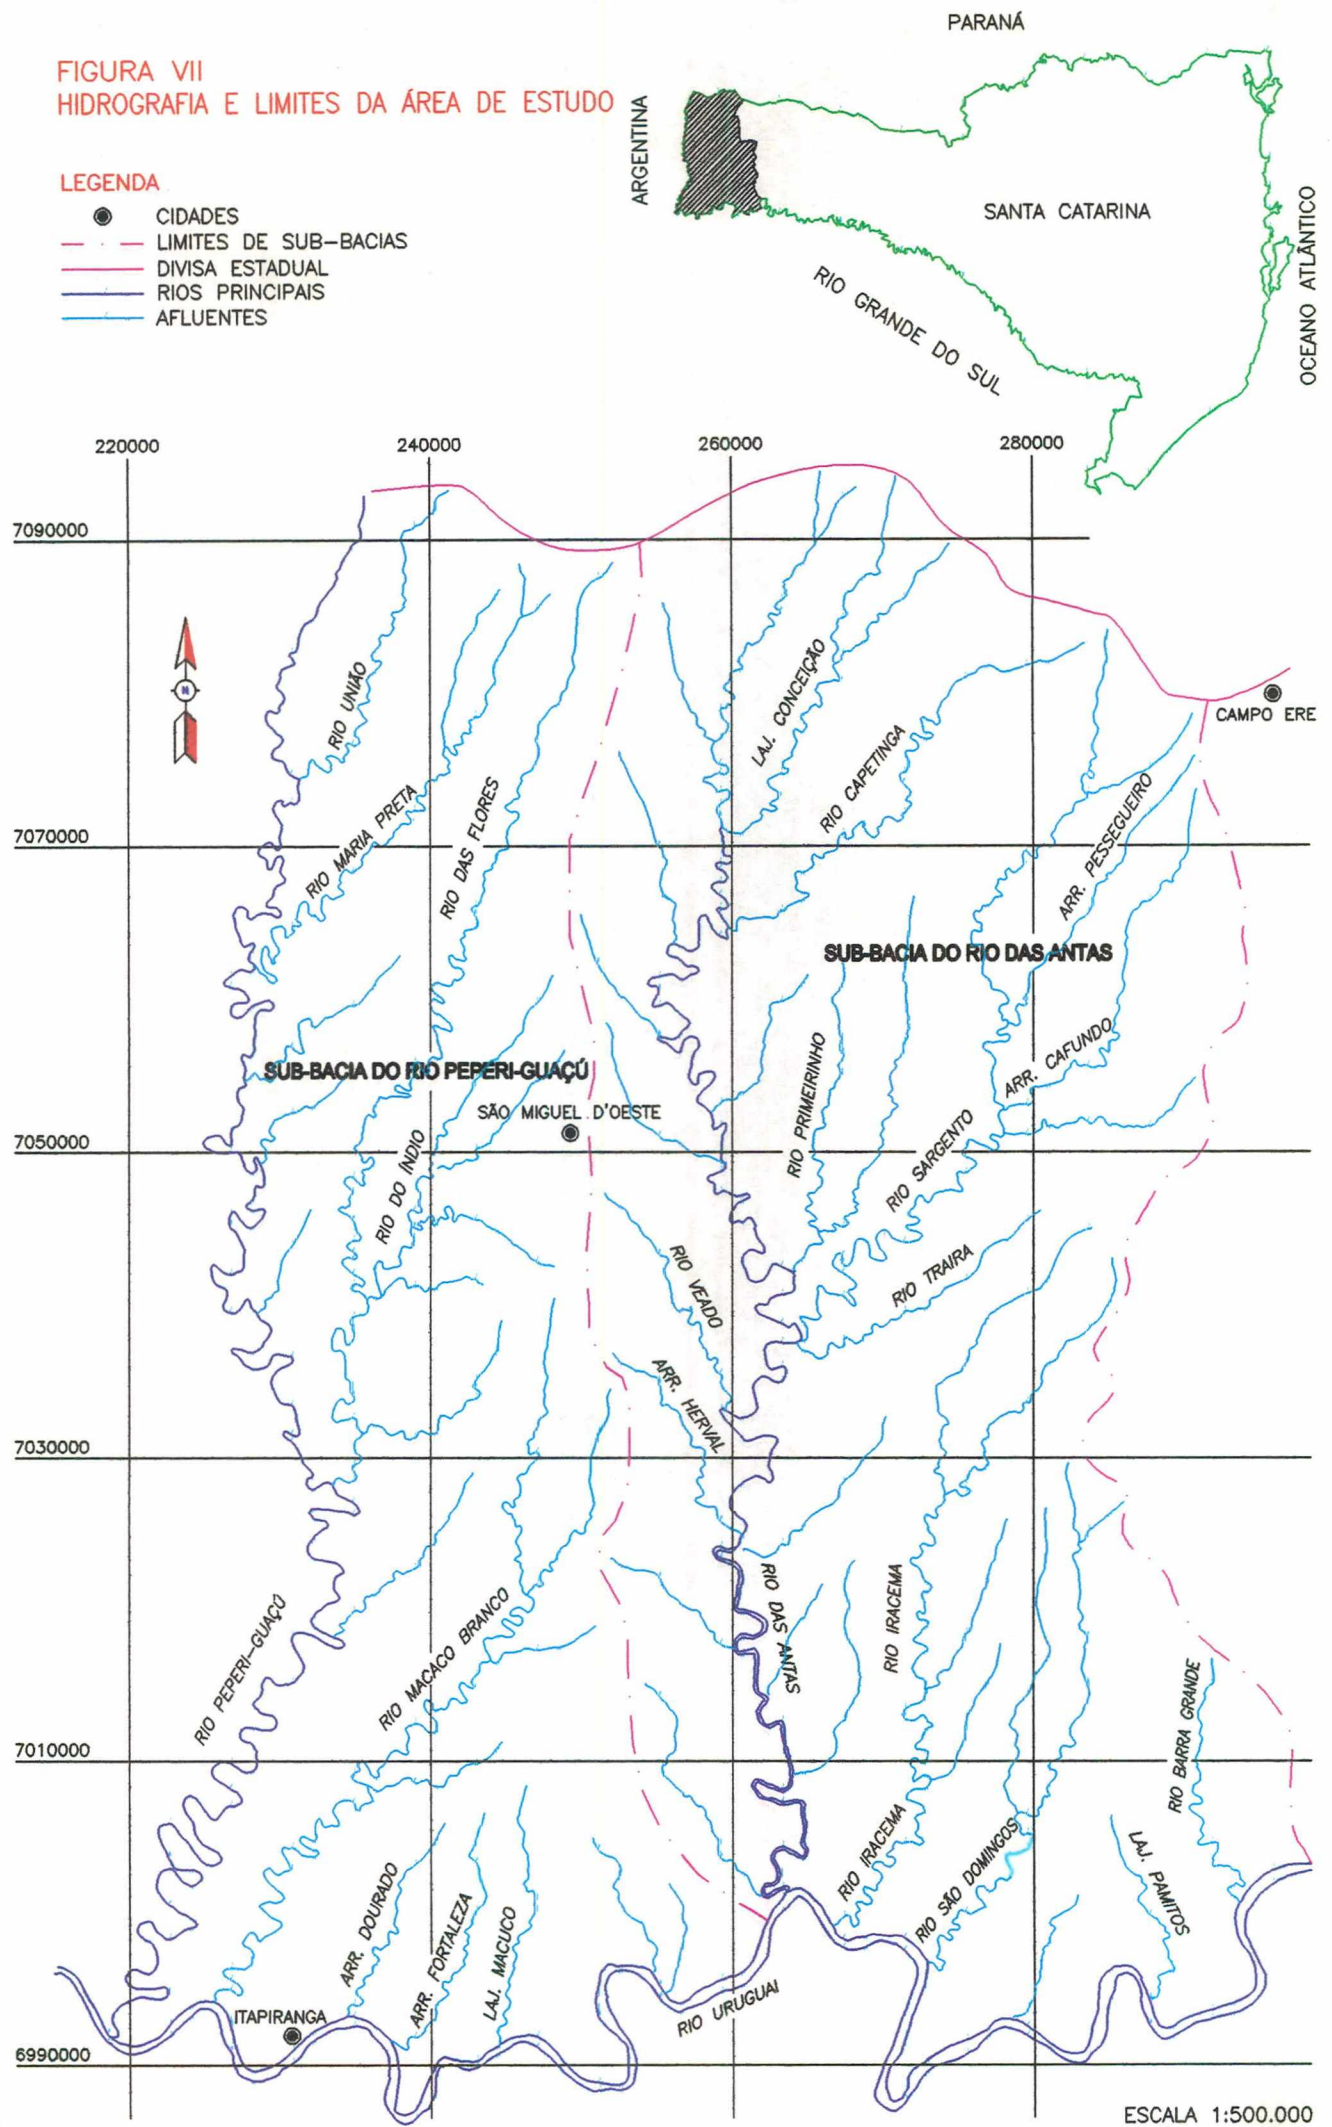 PARANÁ
FIGURA VII
HIDROGRAFIA E LIMITES DA ÁREA DE ESTUDO
ARGENTINA
LEGENDA
CIDADES
LIMITES DE SUB-BACIAS
DIVISA ESTADUAL
RIOS PRINCIPAIS
AFLUENTES
SANTA CATARINA
OCEANO ATLÂNTICO
RIO GRANDE DO SUL
220000
240000
260000
280000
7090000
N
RIO UNIÃO
LAJ. CONCEIÇÃO
CAMPO ERE
RIO CAPETINGA
RIO MARIA PRETA
RIO DAS FLORES
ARR. PESSEGUEIRO
7070000
SUB-BACIA DO RIO DAS ANTAS
SUB-BACIA DO RIO PEPERI-GUAÇÚ
ARR. CAFUNDO
RIO PRIMEIRINHO
SÃO MIGUEL D'OESTE
7050000
RIO DO ÍNDIO
RIO SARGENTO
RIO VEADO
RIO TRAIRA
ARR. HERVAL
7030000
RIO PEPERI-GUAÇÚ
RIO MACACO BRANCO
RIO DAS ANTAS
RIO IRACEMA
RIO BARRA GRANDE
7010000
RIO IRACEMA
RIO SÃO DOMINGOS
LAJ. PAMITOS
ARR. DOURADO
ARR. FORTALEZA
LAJ. MACUCO
ITAPIRANGA
RIO URUGUAI
6990000
ESCALA 1:500.000